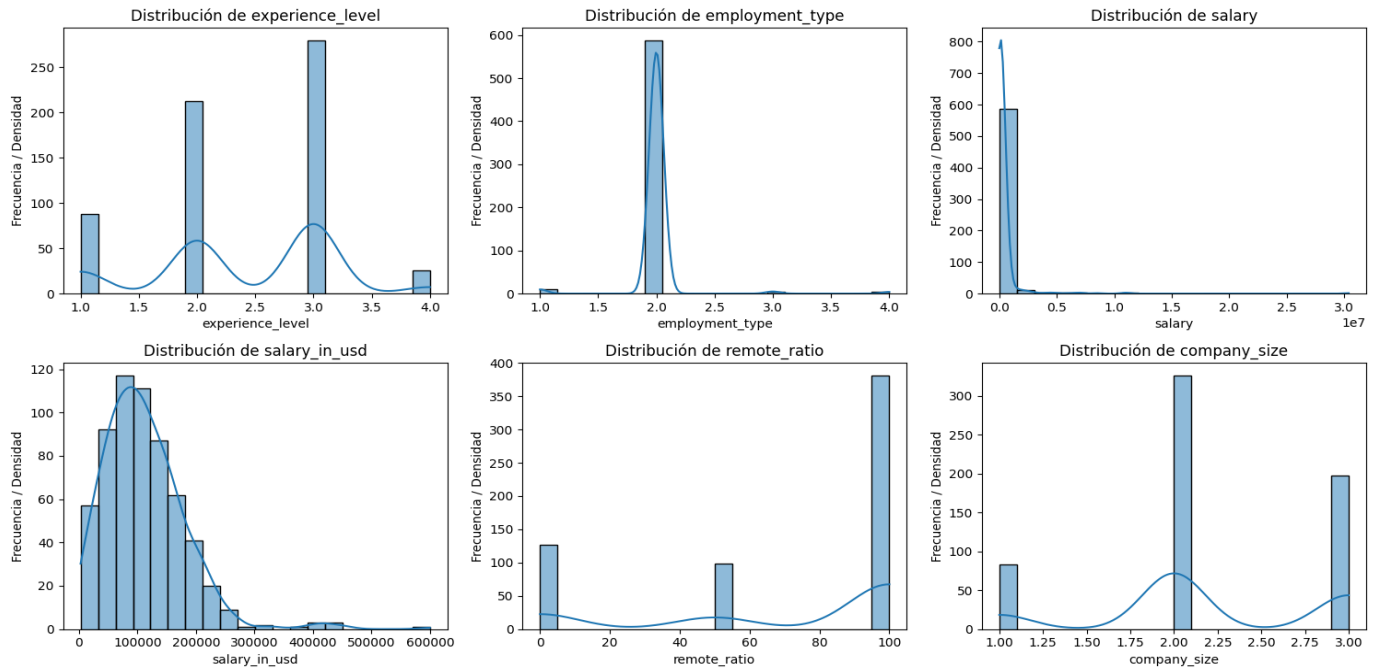 Distribución de experience_level
Frecuencia / Densidad
250
200
150
100
50
0
1.0 1.5 2.0 2.5 3.0 3.5 4.0
experience_level
Distribución de employment_type
Frecuencia / Densidad
600
500
400
300
200
100
0
1.0 1.5 2.0 2.5 3.0 3.5 4.0
employment_type
Distribución de salary
Frecuencia / Densidad
800
700
600
500
400
300
200
100
0
0.0 0.5 1.0 1.5 2.0 2.5 3.0
1e7
salary
Distribución de salary_in_usd
Frecuencia / Densidad
120
100
80
60
40
20
0
0 100000 200000 300000 400000 500000 600000
salary_in_usd
Distribución de remote_ratio
Frecuencia / Densidad
400
350
300
250
200
150
100
50
0
0 20 40 60 80 100
remote_ratio
Distribución de company_size
Frecuencia / Densidad
300
250
200
150
100
50
0
1.00 1.25 1.50 1.75 2.00 2.25 2.50 2.75 3.00
company_size